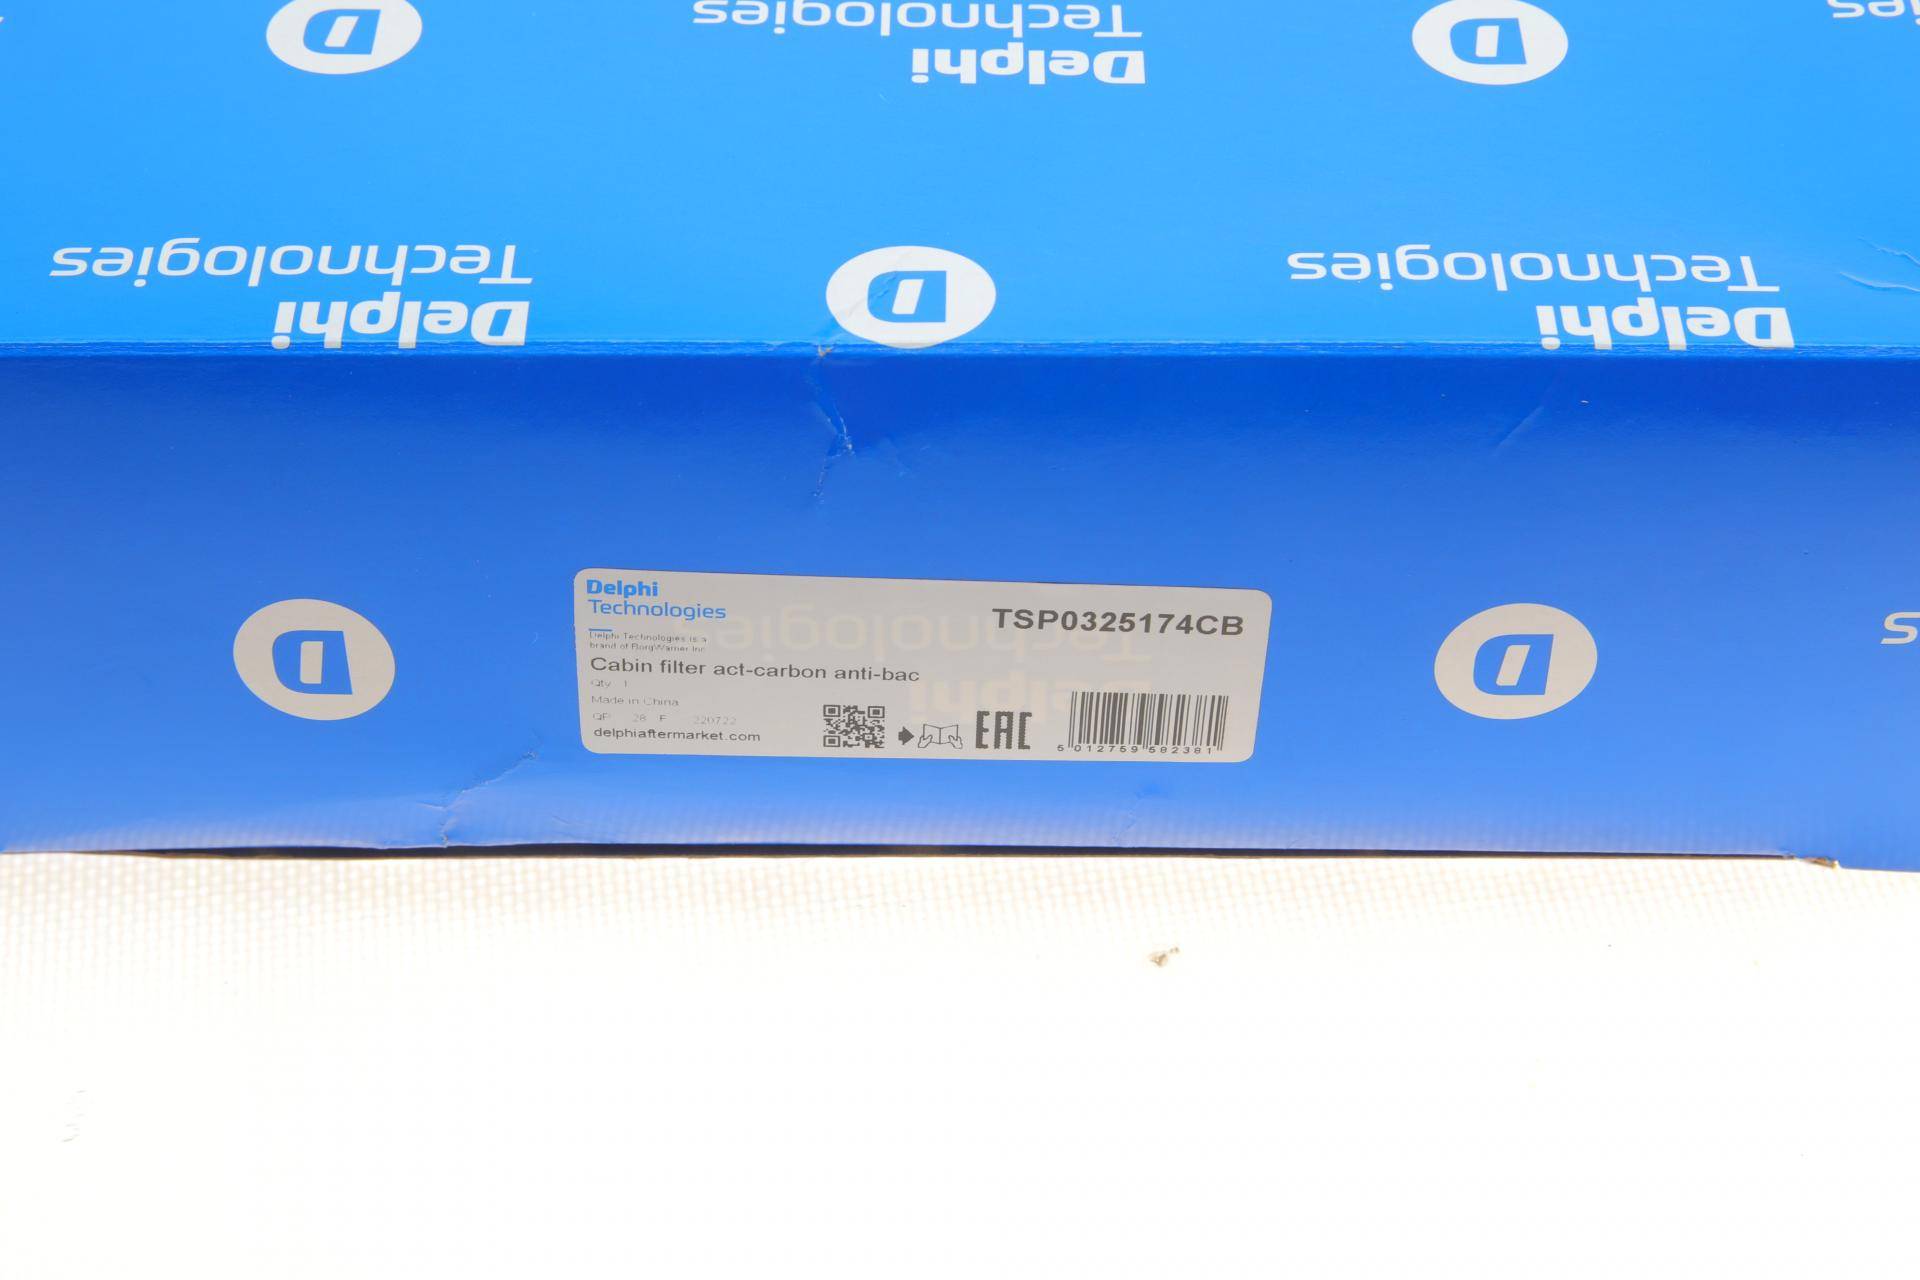 Technologies
Delphi
Technologies
Delphi
Technologies
Delphi
Delphi
Technologies
Delphi Technologies is a
brand of BorgWarner Inc
TSP0325174CB
Cabin filter act-carbon anti-bac
Qty 1
Made in China
QP 28 F 220722
delphiaftermarket.com
EAC
5 012759 582381